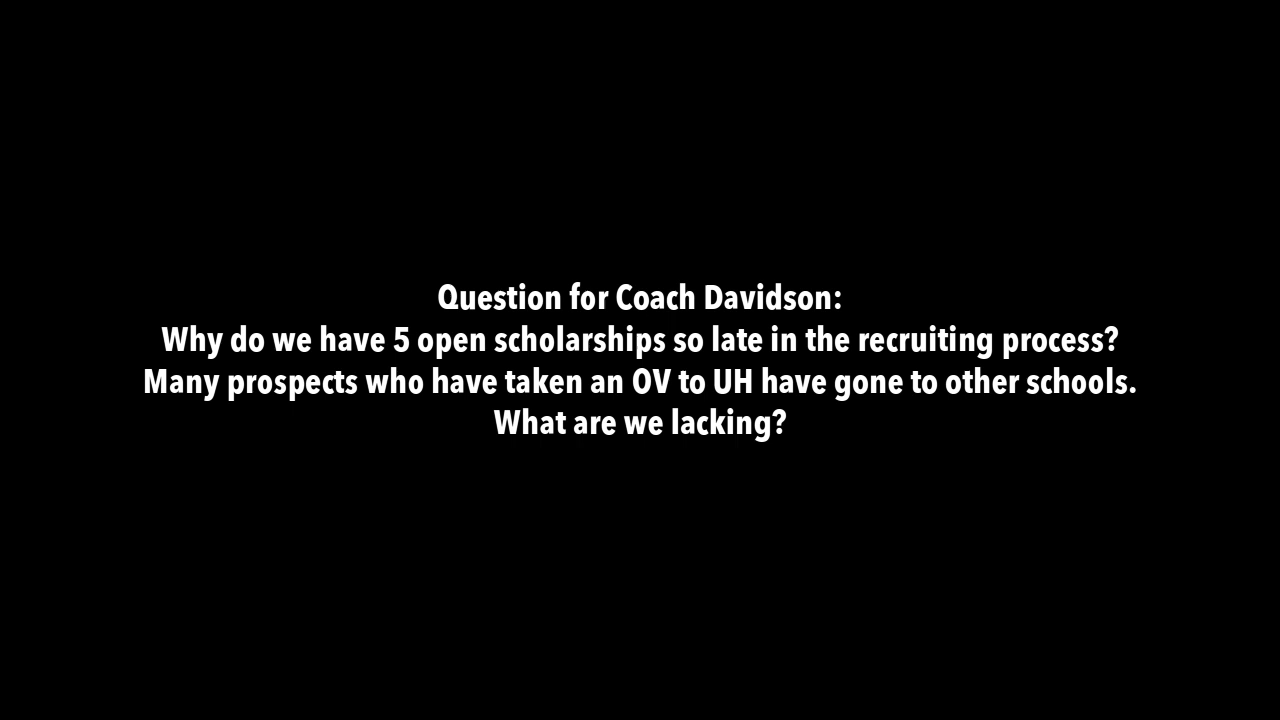 Question for Coach Davidson:
Why do we have 5 open scholarships so late in the recruiting process?
Many prospects who have taken an OV to UH have gone to other schools.
What are we lacking?